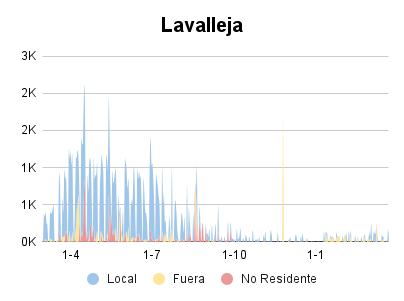 Lavalleja
3K
2K
2K
1K
1K
0K
1-4 1-7 1-10 1-1
Local Fuera No Residente